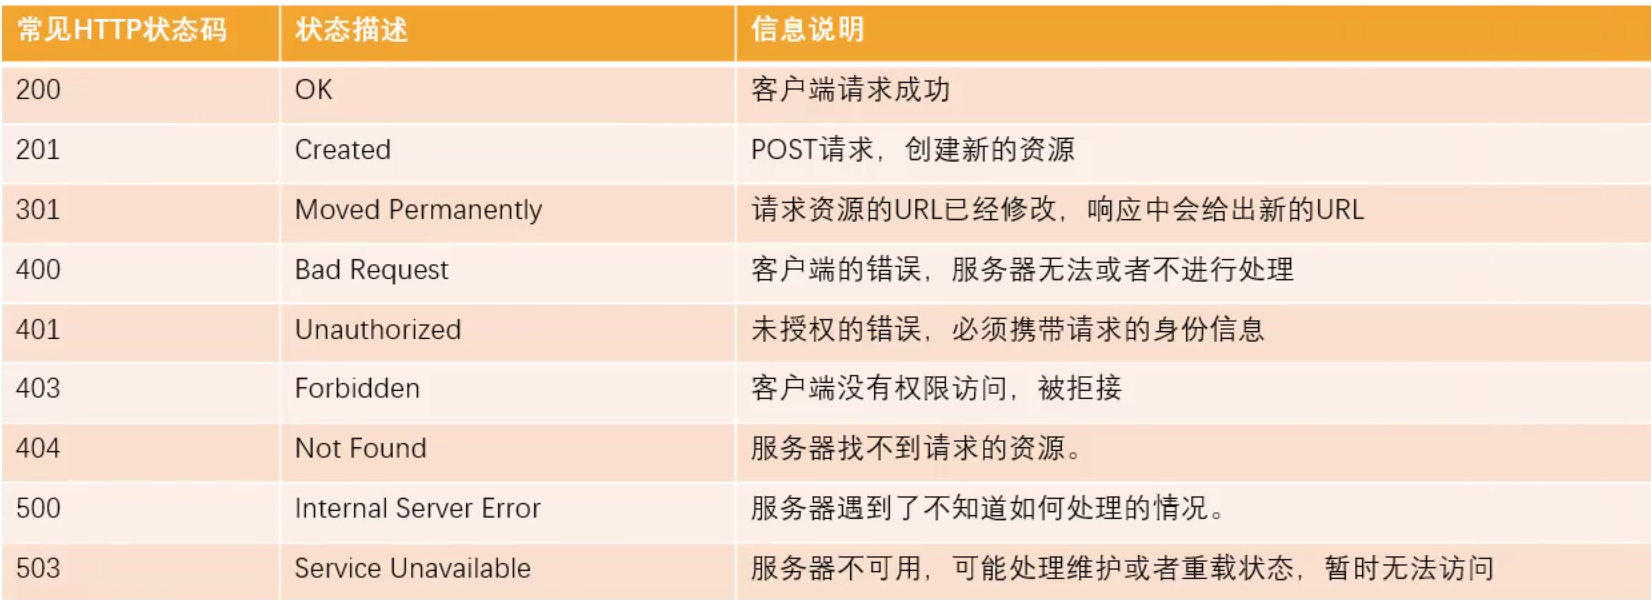 常见HTTP状态码 状态描述 信息说明
200 OK 客户端请求成功
201 Created POST请求，创建新的资源
301 Moved Permanently 请求资源的URL已经修改，响应中会给出新的URL
400 Bad Request 客户端的错误，服务器无法或者不进行处理
401 Unauthorized 未授权的错误，必须携带请求的身份信息
403 Forbidden 客户端没有权限访问，被拒接
404 Not Found 服务器找不到请求的资源。
500 Internal Server Error 服务器遇到了不知道如何处理的情况。
503 Service Unavailable 服务器不可用，可能处理维护或者重载状态，暂时无法访问